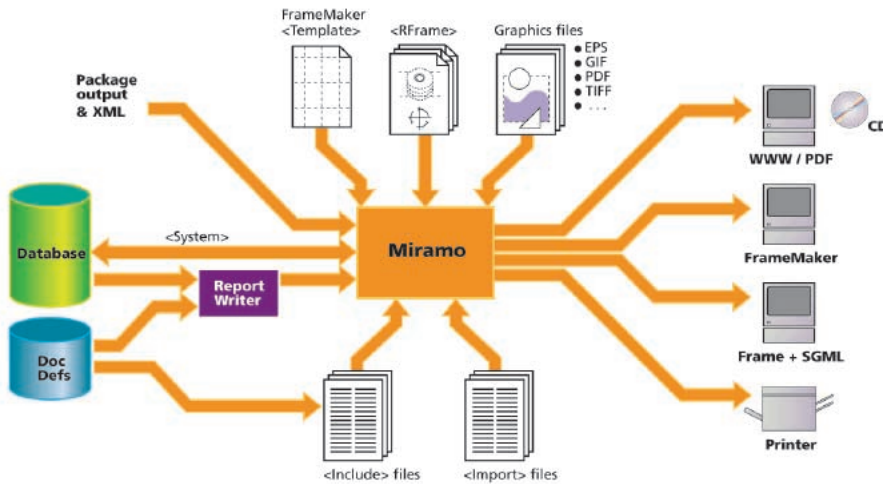 FrameMaker
<Template>
<RFrame>
Graphics files
• EPS
• GIF
• PDF
• TIFF
• ...
Package
output
& XML
CD
WWW / PDF
Database
<System>
Miramo
FrameMaker
Report
Writer
Doc
Defs
Frame + SGML
Printer
<Include> files
<Import> files